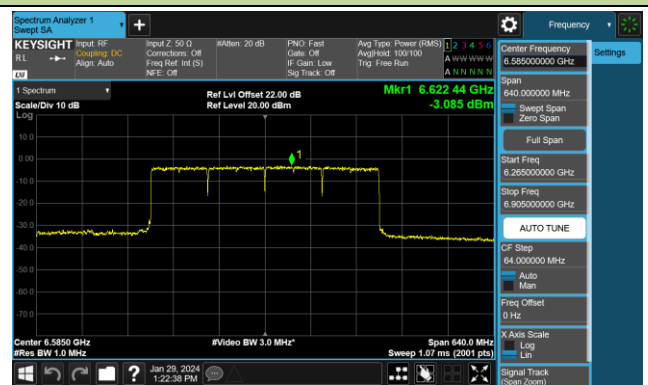 Spectrum Analyzer 1
Swept SA
Frequency
KEYSIGHT
R L
LXI
Input: RF
Coupling: DC
Align: Auto
Input Z: 50 Ω
Corrections: Off
Freq Ref: Int (S)
NFE: Off
#Atten: 20 dB
PNO: Fast
Gate: Off
IF Gain: Low
Sig Track: Off
Avg Type: Power (RMS)
Avg|Hold: 100/100
Trig: Free Run
1 2 3 4 5 6
A W W W W W
A N N N N N
1 Spectrum
Scale/Div 10 dB
Log
Ref Lvl Offset 22.00 dB
Ref Level 20.00 dBm
Mkr1 6.622 44 GHz
-3.085 dBm
1
10.0
0.00
-10.0
-20.0
-30.0
-40.0
-50.0
-60.0
-70.0
Center 6.5850 GHz
#Res BW 1.0 MHz
#Video BW 3.0 MHz*
Span 640.0 MHz
Sweep 1.07 ms (2001 pts)
Jan 29, 2024
1:22:38 PM
Center Frequency
6.585000000 GHz
Span
640.000000 MHz
Swept Span
Zero Span
Full Span
Start Freq
6.265000000 GHz
Stop Freq
6.905000000 GHz
AUTO TUNE
CF Step
64.000000 MHz
Auto
Man
Freq Offset
0 Hz
X Axis Scale
Log
Lin
Signal Track
(Span Zoom)
Settings